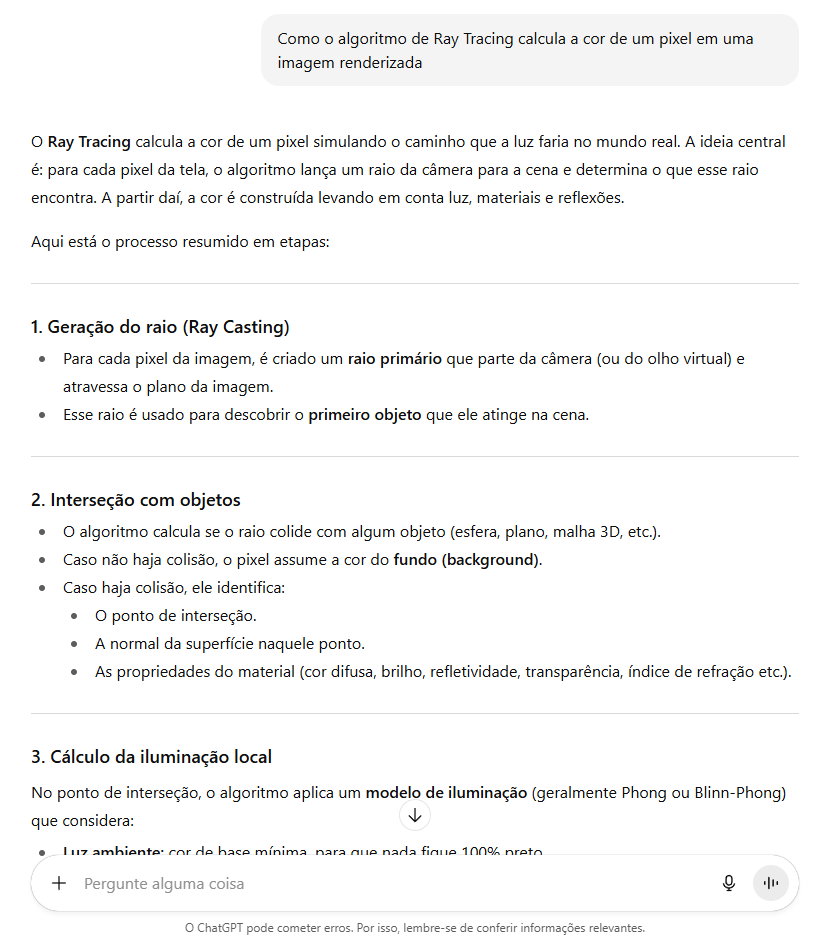 Como o algoritmo de Ray Tracing calcula a cor de um pixel em uma
imagem renderizada
O Ray Tracing calcula a cor de um pixel simulando o caminho que a luz faria no mundo real. A ideia central
é: para cada pixel da tela, o algoritmo lança um raio da câmera para a cena e determina o que esse raio
encontra. A partir daí, a cor é construída levando em conta luz, materiais e reflexões.
Aqui está o processo resumido em etapas:
1. Geração do raio (Ray Casting)
• Para cada pixel da imagem, é criado um raio primário que parte da câmera (ou do olho virtual) e
atravessa o plano da imagem.
• Esse raio é usado para descobrir o primeiro objeto que ele atinge na cena.
2. Interseção com objetos
• O algoritmo calcula se o raio colide com algum objeto (esfera, plano, malha 3D, etc.).
• Caso não haja colisão, o pixel assume a cor do fundo (background).
• Caso haja colisão, ele identifica:
• O ponto de interseção.
• A normal da superfície naquele ponto.
• As propriedades do material (cor difusa, brilho, refletividade, transparência, índice de refração etc.).
3. Cálculo da iluminação local
No ponto de interseção, o algoritmo aplica um modelo de iluminação (geralmente Phong ou Blinn-Phong)
que considera:
• Luz ambiente: cor de base mínima, para que nada fique 100% preto.
Pergunte alguma coisa
O ChatGPT pode cometer erros. Por isso, lembre-se de conferir informações relevantes.